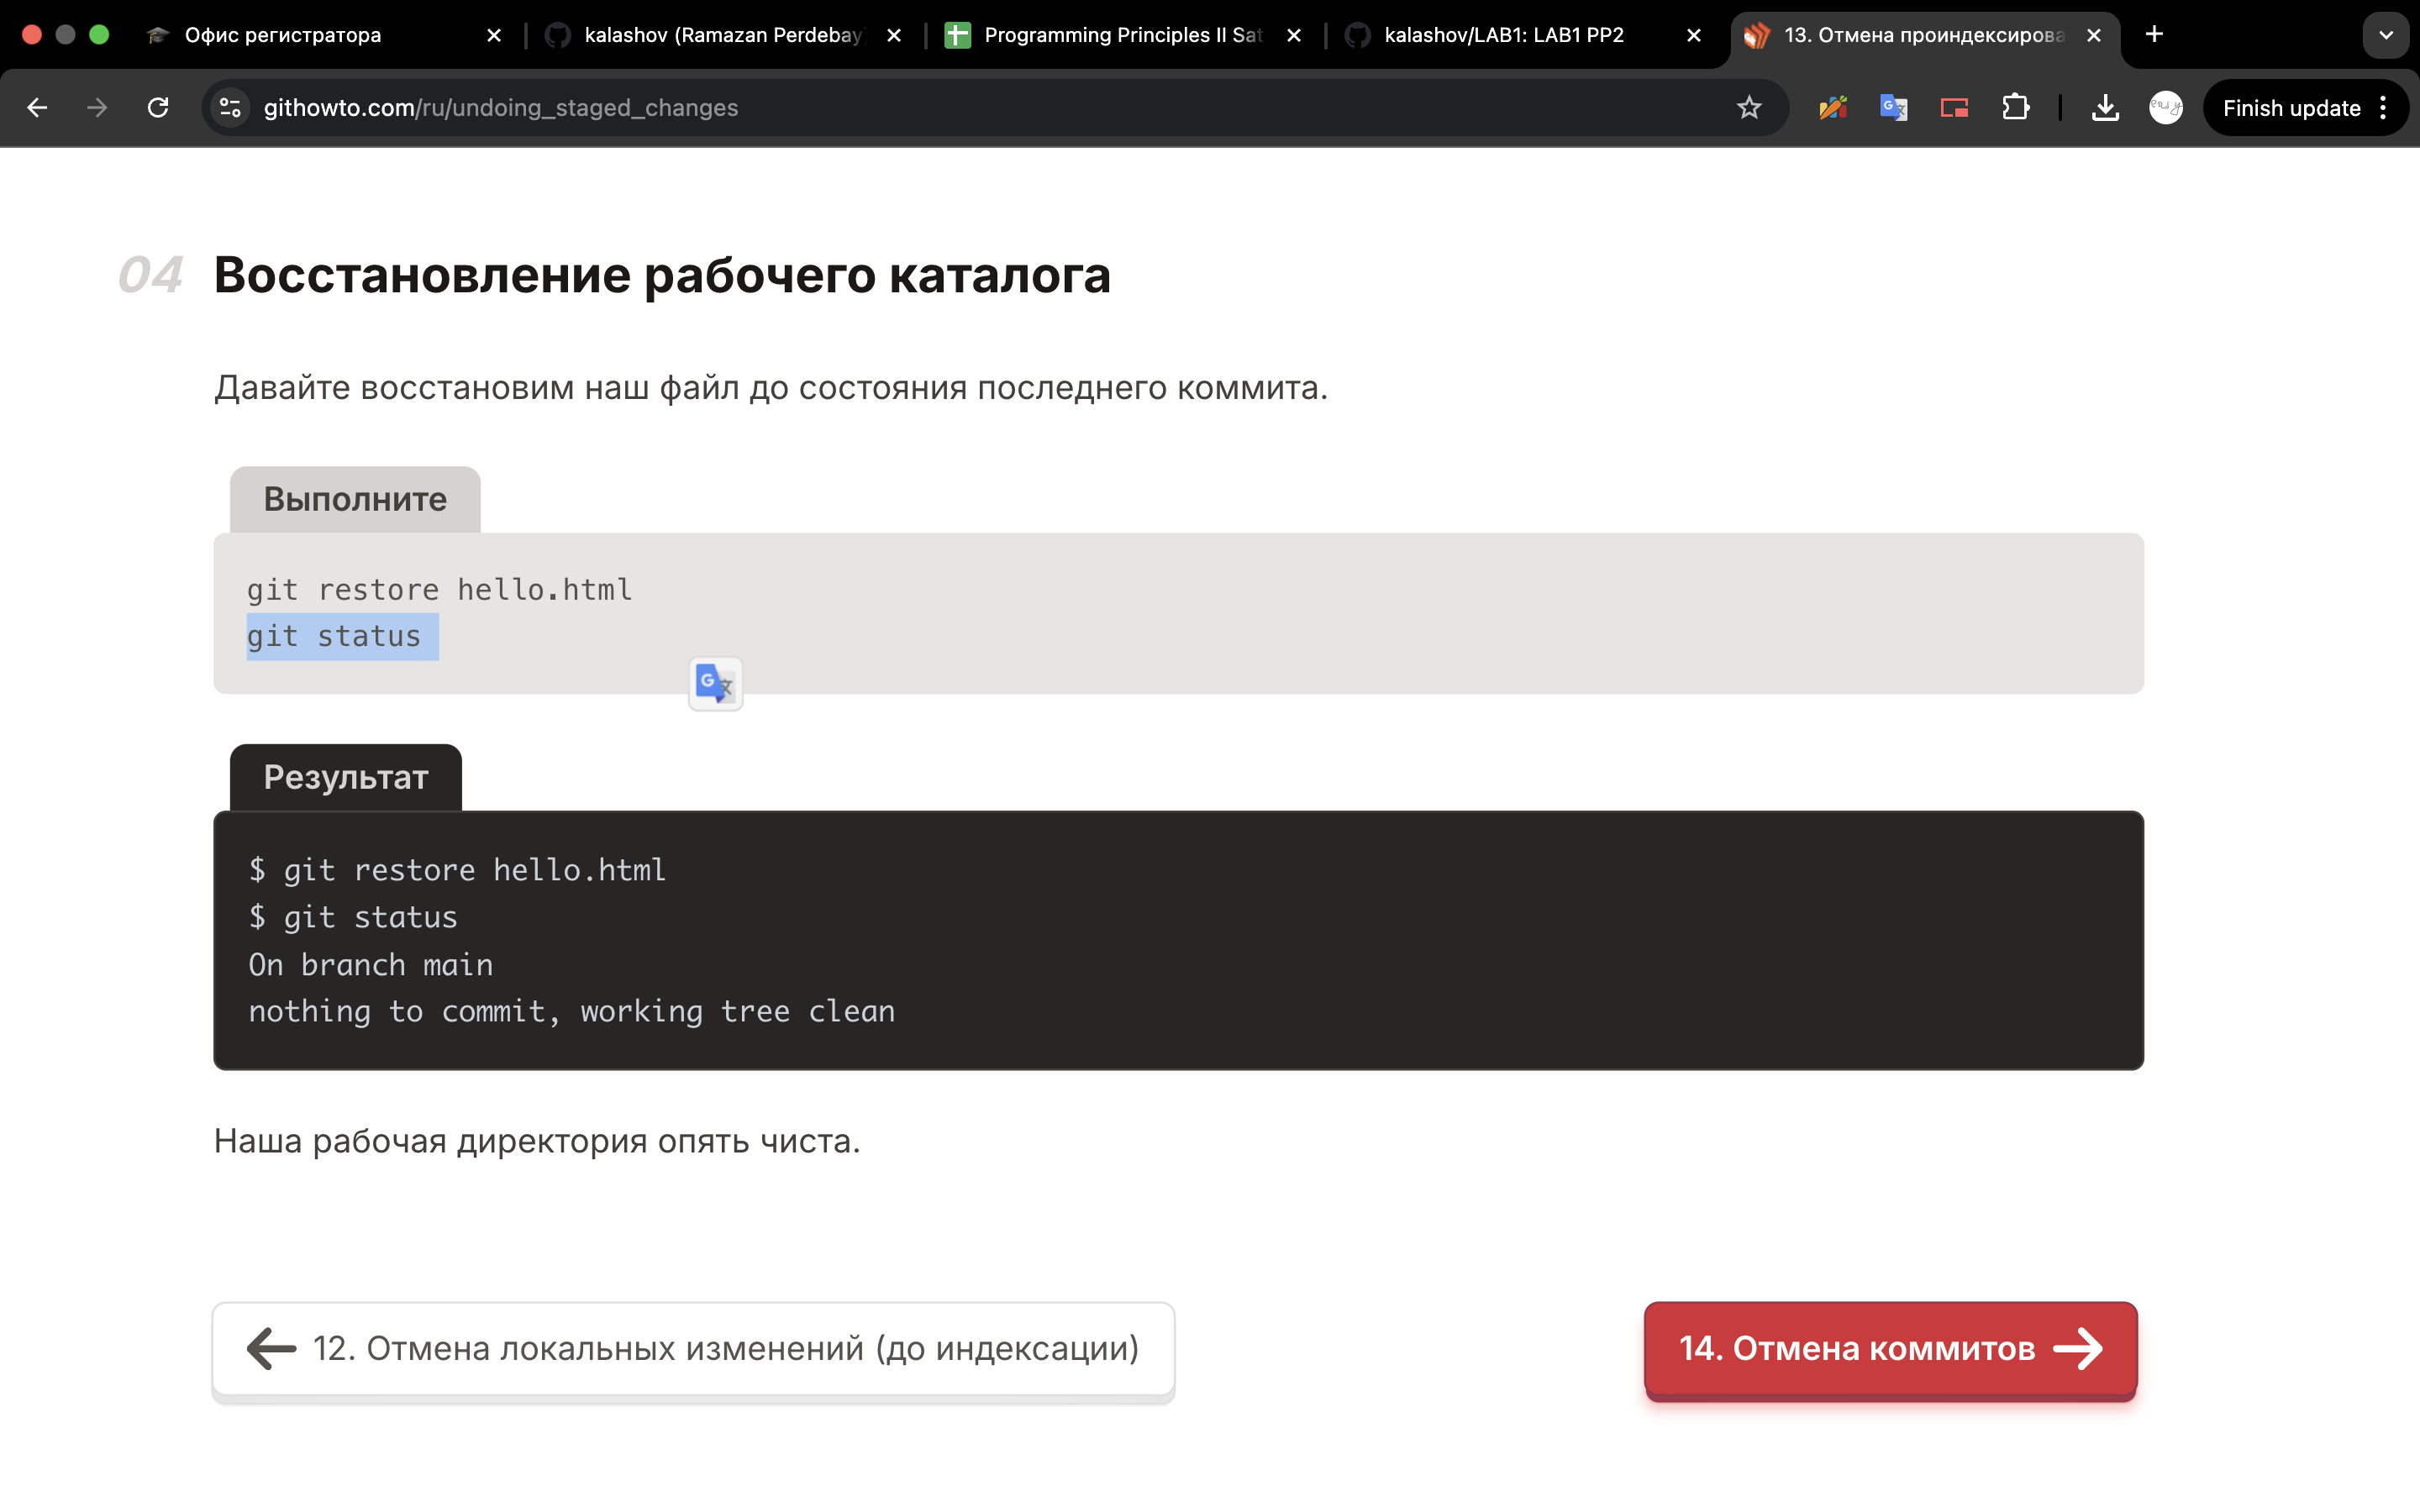 Офис регистратора
kalashov (Ramazan Perdebay
Programming Principles II Sat
kalashov/LAB1: LAB1 PP2
13. Отмена проиндексирова
githowto.com/ru/undoing_staged_changes
Finish update
04 Восстановление рабочего каталога
Давайте восстановим наш файл до состояния последнего коммита.
Выполните
git restore hello.html
git status
Результат
$ git restore hello.html
$ git status
On branch main
nothing to commit, working tree clean
Наша рабочая директория опять чиста.
12. Отмена локальных изменений (до индексации)
14. Отмена коммитов